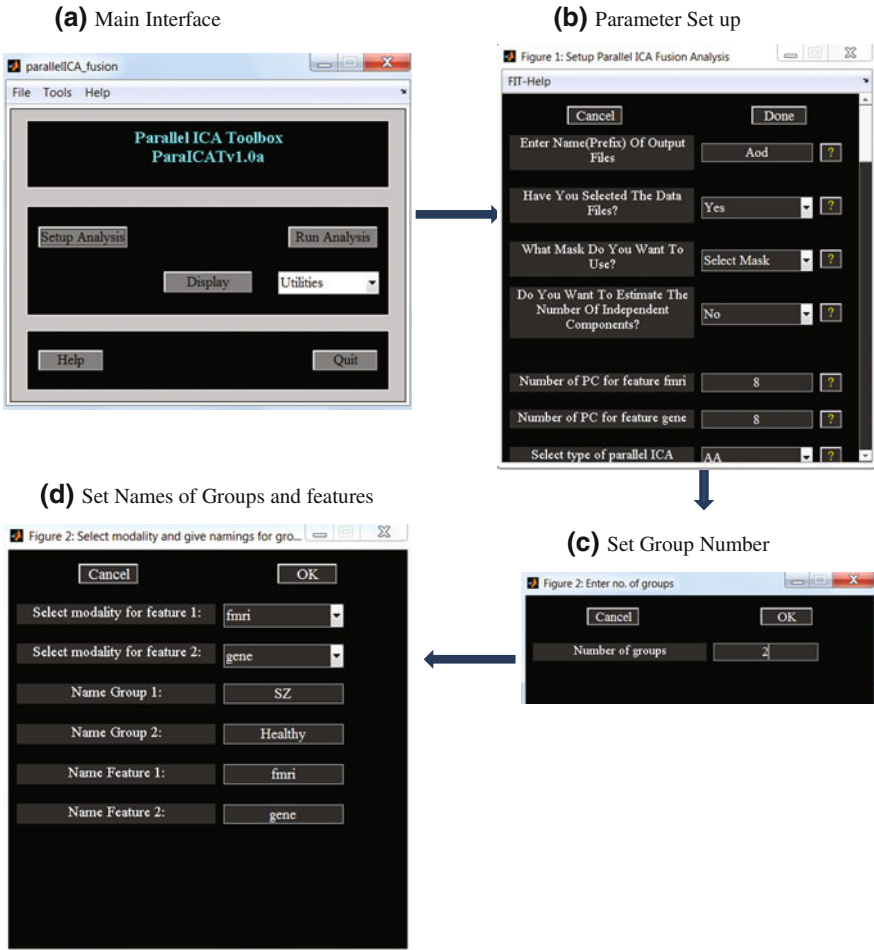 (a) Main Interface
parallelICA_fusion
File Tools Help
Parallel ICA Toolbox
ParaICATv1.0a
Setup Analysis
Run Analysis
Display
Utilities
Help
Quit
(b) Parameter Set up
Figure 1: Setup Parallel ICA Fusion Analysis
FIT-Help
Cancel
Done
Enter Name(Prefix) Of Output
Files
Aod
?
Have You Selected The Data
Files?
Yes
?
What Mask Do You Want To
Use?
Select Mask
?
Do You Want To Estimate The
Number Of Independent
Components?
No
?
Number of PC for feature fmri
8
?
Number of PC for feature gene
8
?
Select type of parallel ICA
AA
?
(c) Set Group Number
Figure 2: Enter no. of groups
Cancel
OK
Number of groups
2
(d) Set Names of Groups and features
Figure 2: Select modality and give namings for gro...
Cancel
OK
Select modality for feature 1:
fmri
Select modality for feature 2:
gene
Name Group 1:
SZ
Name Group 2:
Healthy
Name Feature 1:
fmri
Name Feature 2:
gene